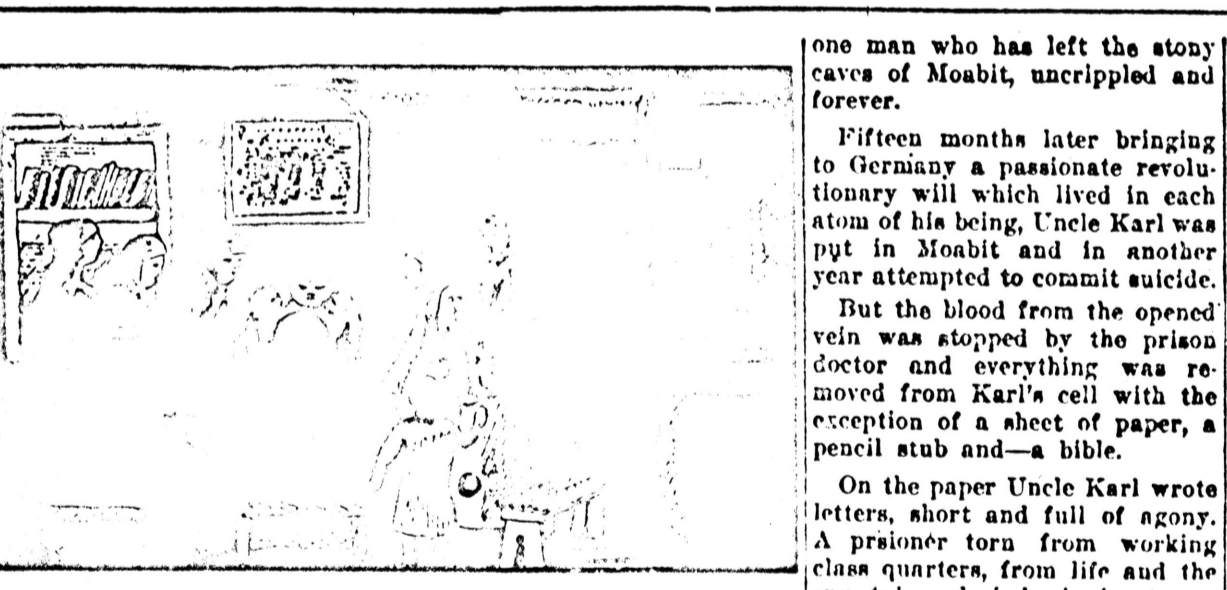 one man who has left the stony
caves of Moabit, uncrippled and
forever.
Fifteen months later bringing
to Germany a passionate revolu-
tionary will which lived in each
atom of his being, Uncle Karl was
put in Moabit and in another
year attempted to commit suicide.
But the blood from the opened
vein was stopped by the prison
doctor and everything was re-
moved from Karl's cell with the
exception of a sheet of paper, a
pencil stub and—a bible.
On the paper Uncle Karl wrote
letters, short and full of agony.
A prsioner torn from working
class quarters, from life and the